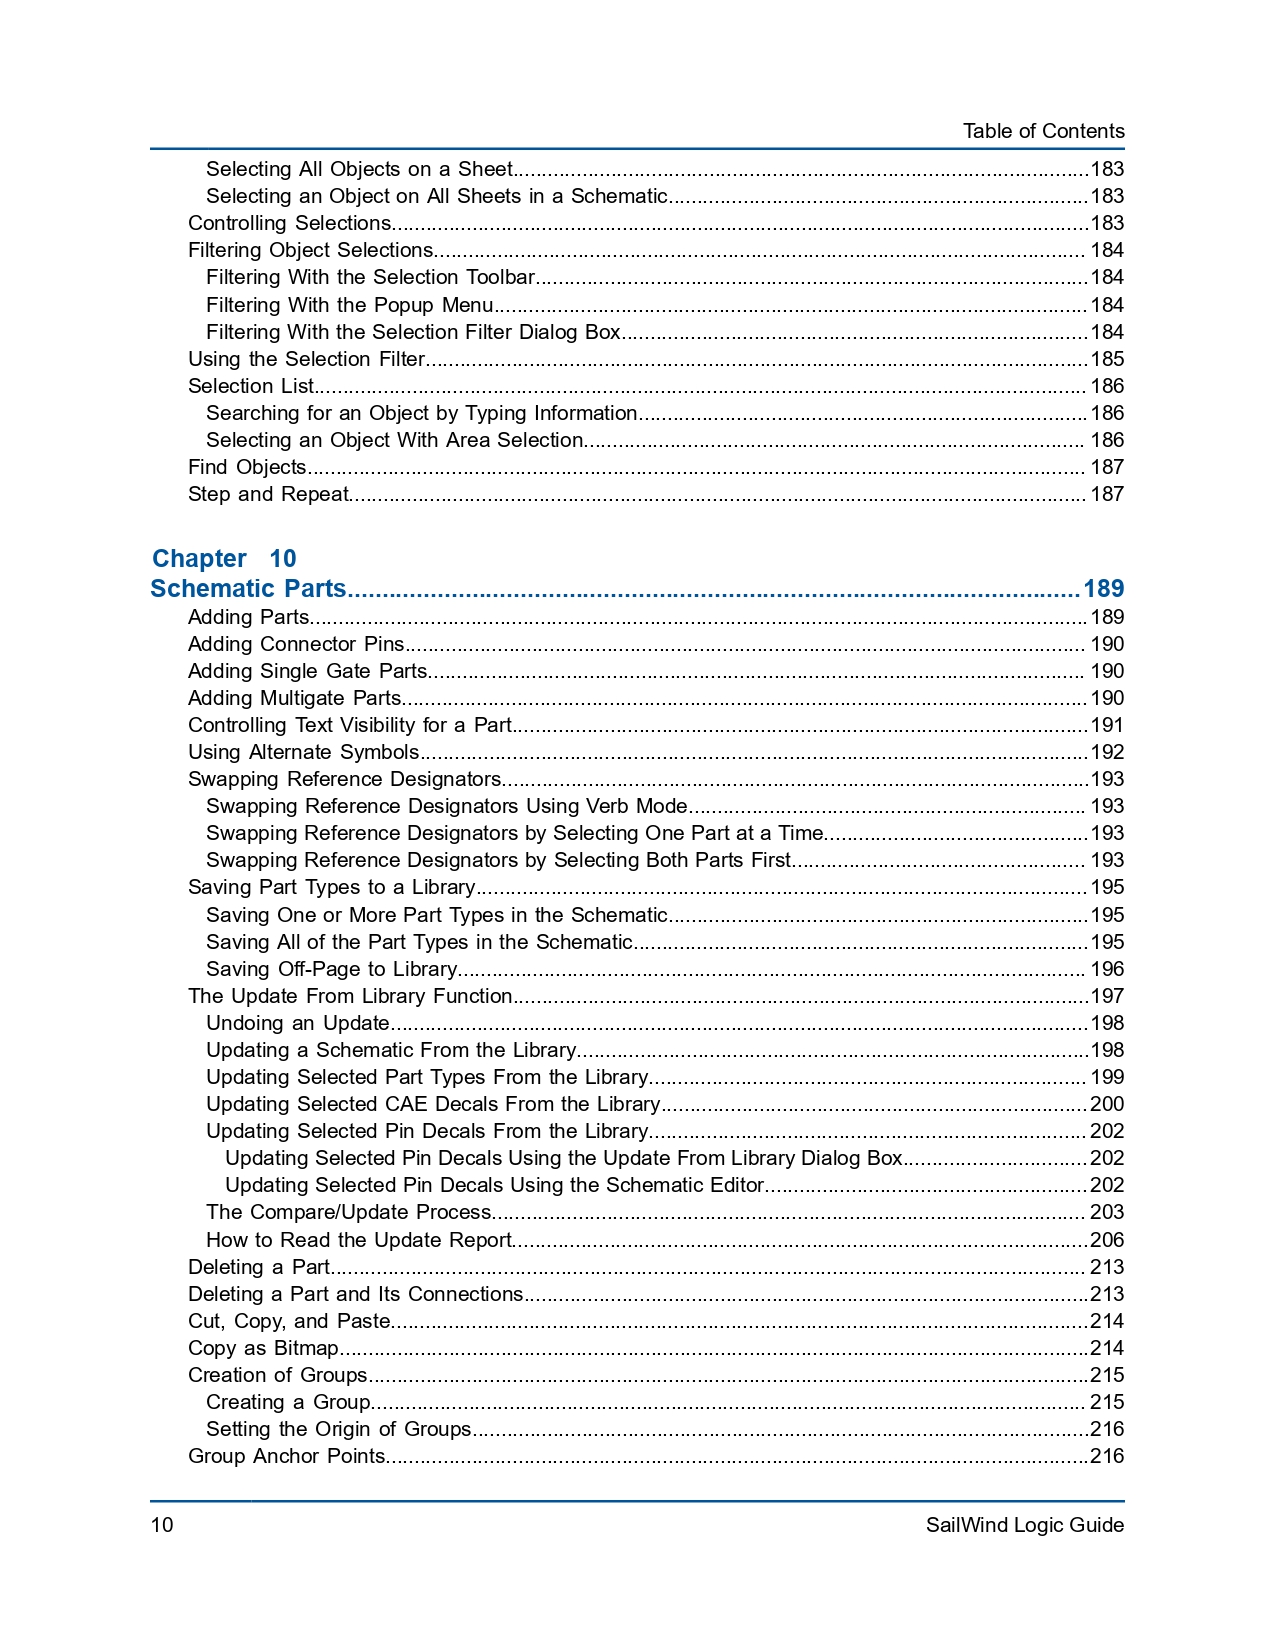 Table of Contents
Selecting All Objects on a Sheet....................................................................................................183
Selecting an Object on All Sheets in a Schematic.........................................................................183
Controlling Selections.........................................................................................................................183
Filtering Object Selections................................................................................................................. 184
Filtering With the Selection Toolbar................................................................................................184
Filtering With the Popup Menu.......................................................................................................184
Filtering With the Selection Filter Dialog Box.................................................................................184
Using the Selection Filter...................................................................................................................185
Selection List...................................................................................................................................... 186
Searching for an Object by Typing Information..............................................................................186
Selecting an Object With Area Selection....................................................................................... 186
Find Objects....................................................................................................................................... 187
Step and Repeat................................................................................................................................187
Chapter 10
Schematic Parts.........................................................................................................189
Adding Parts.......................................................................................................................................189
Adding Connector Pins...................................................................................................................... 190
Adding Single Gate Parts.................................................................................................................. 190
Adding Multigate Parts.......................................................................................................................190
Controlling Text Visibility for a Part....................................................................................................191
Using Alternate Symbols....................................................................................................................192
Swapping Reference Designators......................................................................................................193
Swapping Reference Designators Using Verb Mode..................................................................... 193
Swapping Reference Designators by Selecting One Part at a Time..............................................193
Swapping Reference Designators by Selecting Both Parts First................................................... 193
Saving Part Types to a Library..........................................................................................................195
Saving One or More Part Types in the Schematic.........................................................................195
Saving All of the Part Types in the Schematic...............................................................................195
Saving Off-Page to Library............................................................................................................. 196
The Update From Library Function....................................................................................................197
Undoing an Update.........................................................................................................................198
Updating a Schematic From the Library.........................................................................................198
Updating Selected Part Types From the Library............................................................................199
Updating Selected CAE Decals From the Library..........................................................................200
Updating Selected Pin Decals From the Library............................................................................202
Updating Selected Pin Decals Using the Update From Library Dialog Box................................202
Updating Selected Pin Decals Using the Schematic Editor........................................................202
The Compare/Update Process....................................................................................................... 203
How to Read the Update Report....................................................................................................206
Deleting a Part................................................................................................................................... 213
Deleting a Part and Its Connections..................................................................................................213
Cut, Copy, and Paste.........................................................................................................................214
Copy as Bitmap..................................................................................................................................214
Creation of Groups.............................................................................................................................215
Creating a Group............................................................................................................................ 215
Setting the Origin of Groups...........................................................................................................216
Group Anchor Points..........................................................................................................................216
10
SailWind Logic Guide